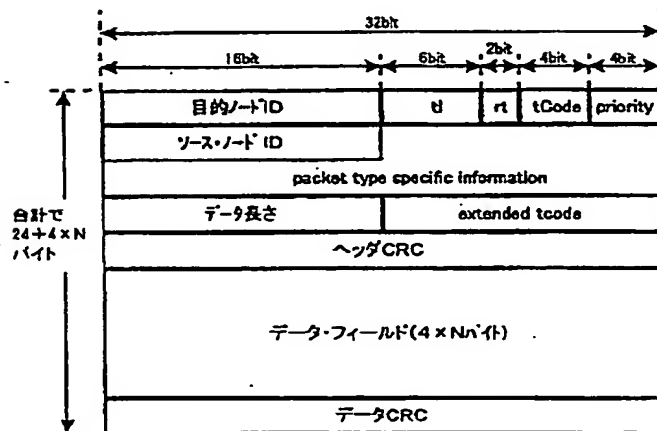 32bit
16bit 6bit 2bit 4bit 4bit
目的ノードID tl rt tCode priority
ソース・ノードID
packet type specific information
データ長さ extended tcode
合計で
24+4×N
バイト
ヘッダCRC
データ・フィールド(4×Nバイト)
データCRC